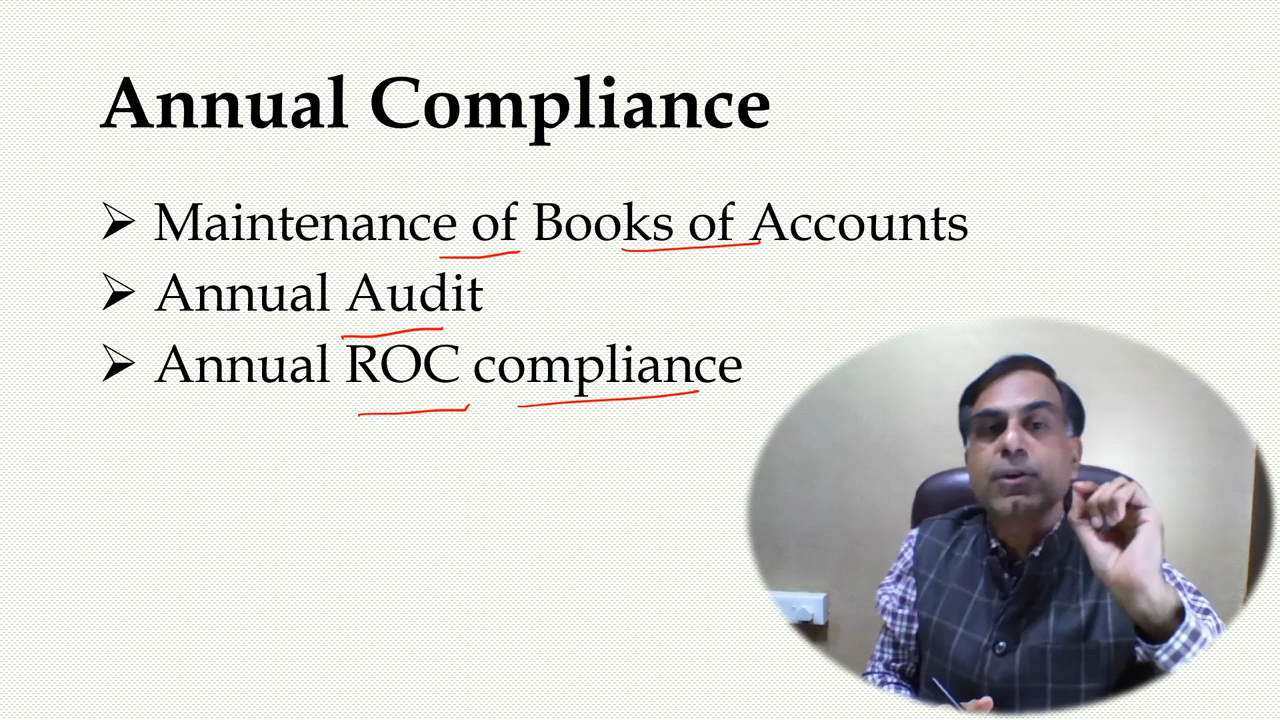 Annual Compliance
Maintenance of Books of Accounts
Annual Audit
Annual ROC compliance